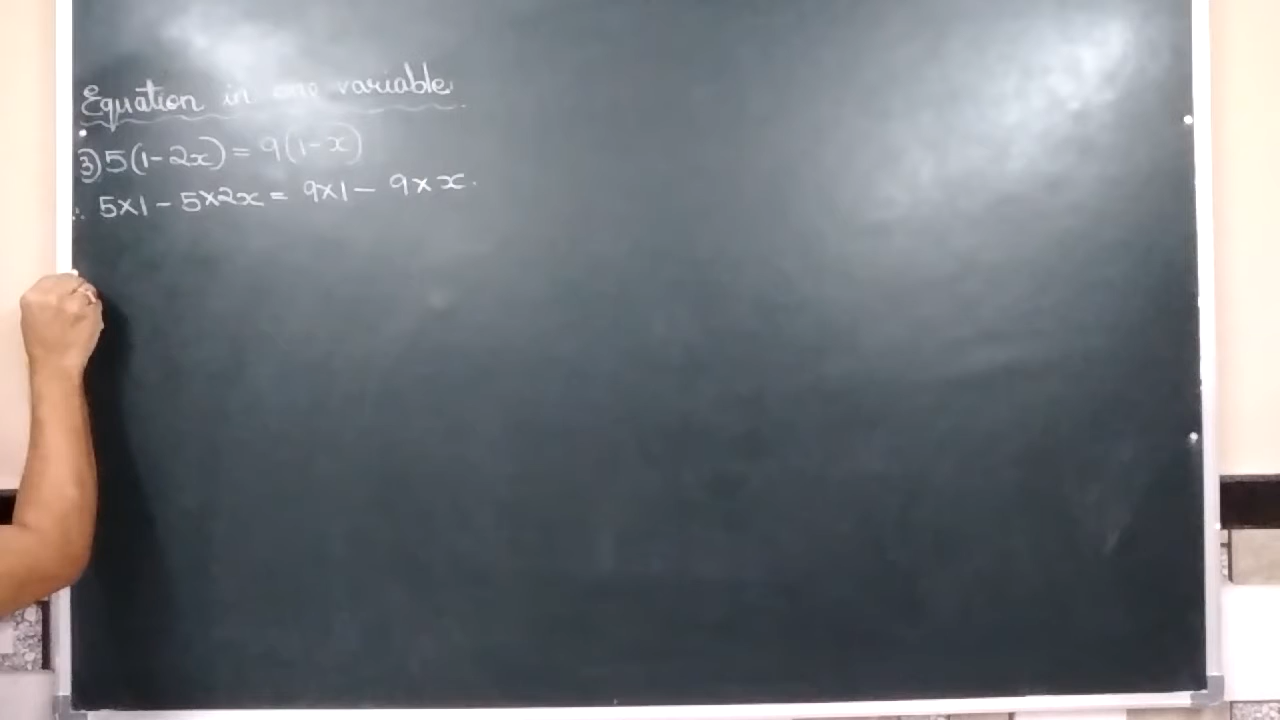 Equation in one variable
3) 5(1-2x) = 9(1-x)
∴ 5×1 - 5×2x = 9×1 - 9×x.